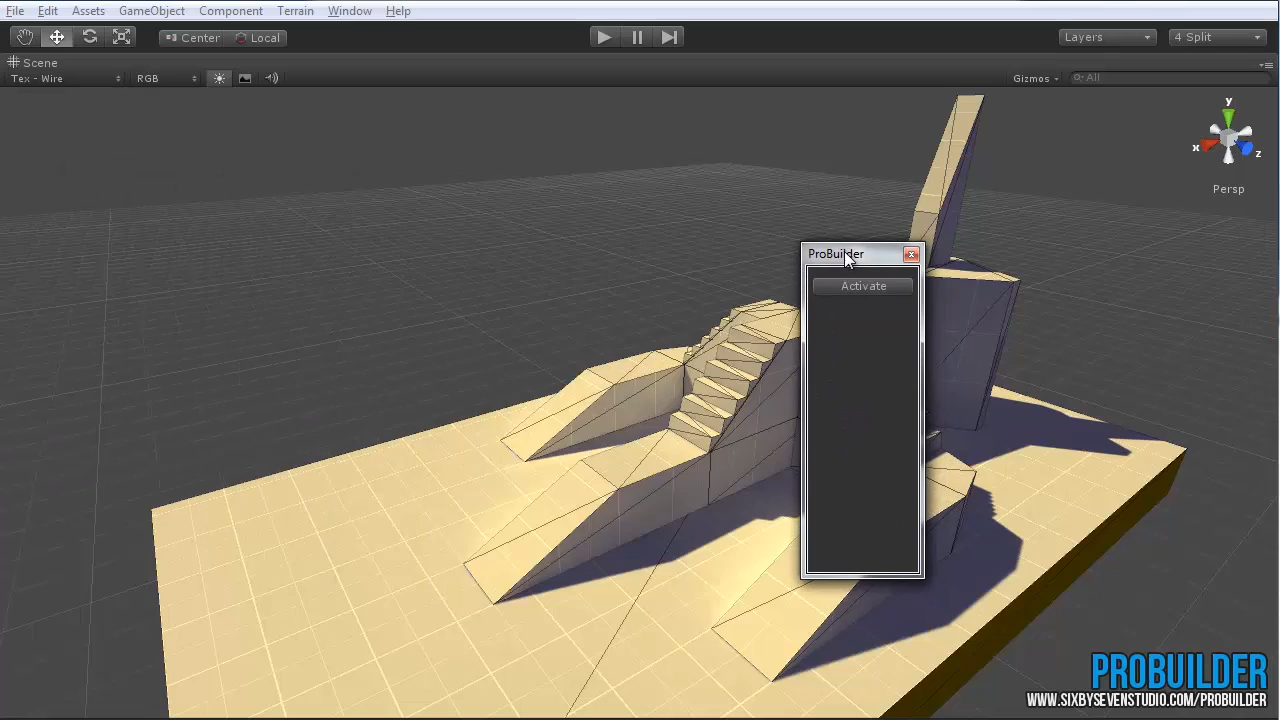 File Edit Assets GameObject Component Terrain Window Help
Center Local Layers 4 Split
Scene
Tex - Wire RGB Gizmos All
y
x z
Persp
ProBuilder
Activate
PROBUILDER
WWW.SIXBYSEVENSTUDIO.COM/PROBUILDER